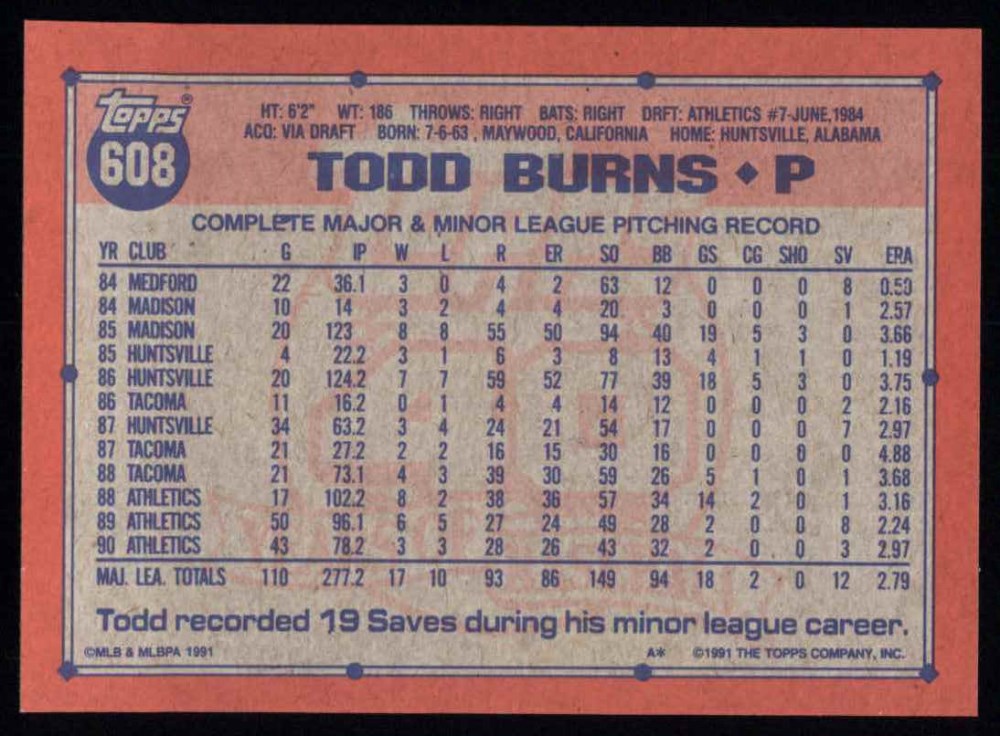 Topps®
608
HT: 6'2" WT: 186 THROWS: RIGHT BATS: RIGHT DRFT: ATHLETICS #7-JUNE, 1984
ACQ: VIA DRAFT BORN: 7-6-63, MAYWOOD, CALIFORNIA HOME: HUNTSVILLE, ALABAMA
TODD BURNS ◆ P
COMPLETE MAJOR & MINOR LEAGUE PITCHING RECORD
YR CLUB G IP W L R ER SO BB GS CG SHO SV ERA
84 MEDFORD 22 36.1 3 0 4 2 63 12 0 0 0 8 0.50
84 MADISON 10 14 3 2 4 4 20 3 0 0 0 1 2.57
85 MADISON 20 123 8 8 55 50 94 40 19 5 3 0 3.66
85 HUNTSVILLE 4 22.2 3 1 6 3 8 13 4 1 1 0 1.19
86 HUNTSVILLE 20 124.2 7 7 59 52 77 39 18 5 3 0 3.75
86 TACOMA 11 16.2 0 1 4 4 14 12 0 0 0 2 2.16
87 HUNTSVILLE 34 63.2 3 4 24 21 54 17 0 0 0 7 2.97
87 TACOMA 21 27.2 2 2 16 15 30 16 0 0 0 0 4.88
88 TACOMA 21 73.1 4 3 39 30 59 26 5 1 0 1 3.68
88 ATHLETICS 17 102.2 8 2 38 36 57 34 14 2 0 1 3.16
89 ATHLETICS 50 96.1 6 5 27 24 49 28 2 0 0 8 2.24
90 ATHLETICS 43 78.2 3 3 28 26 43 32 2 0 0 3 2.97
MAJ. LEA. TOTALS 110 277.2 17 10 93 86 149 94 18 2 0 12 2.79
Todd recorded 19 Saves during his minor league career.
©MLB & MLBPA 1991 A* ©1991 THE TOPPS COMPANY, INC.